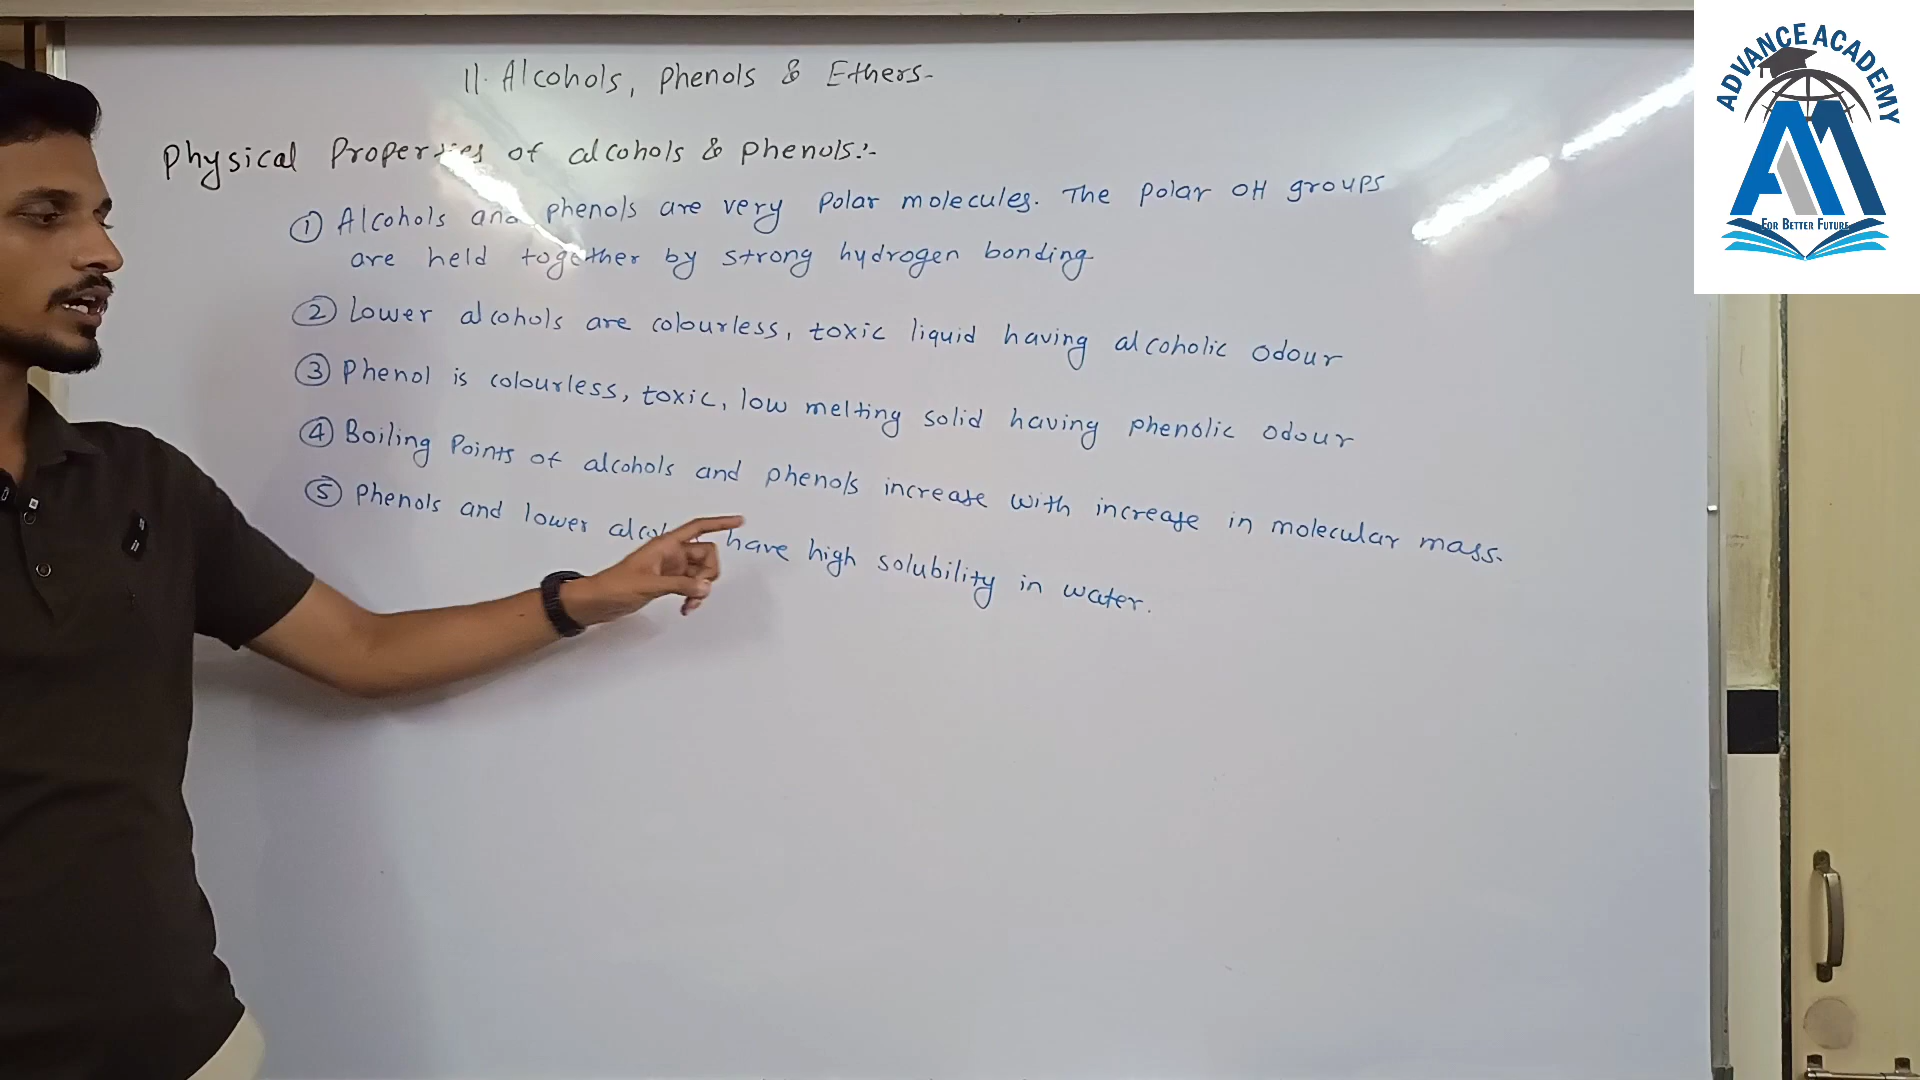 11. Alcohols, Phenols & Ethers-
Physical Properties of alcohols & phenols:-
① Alcohols and phenols are very polar molecules. The polar OH groups
are held together by strong hydrogen bonding
② Lower alcohols are colourless, toxic liquid having alcoholic odour
③ Phenol is colourless, toxic, low melting solid having phenolic odour
④ Boiling Points of alcohols and phenols increase with increase in molecular mass.
⑤ Phenols and lower have high solubility in water.
ADVANCE ACADEMY
FOR BETTER FUTURE